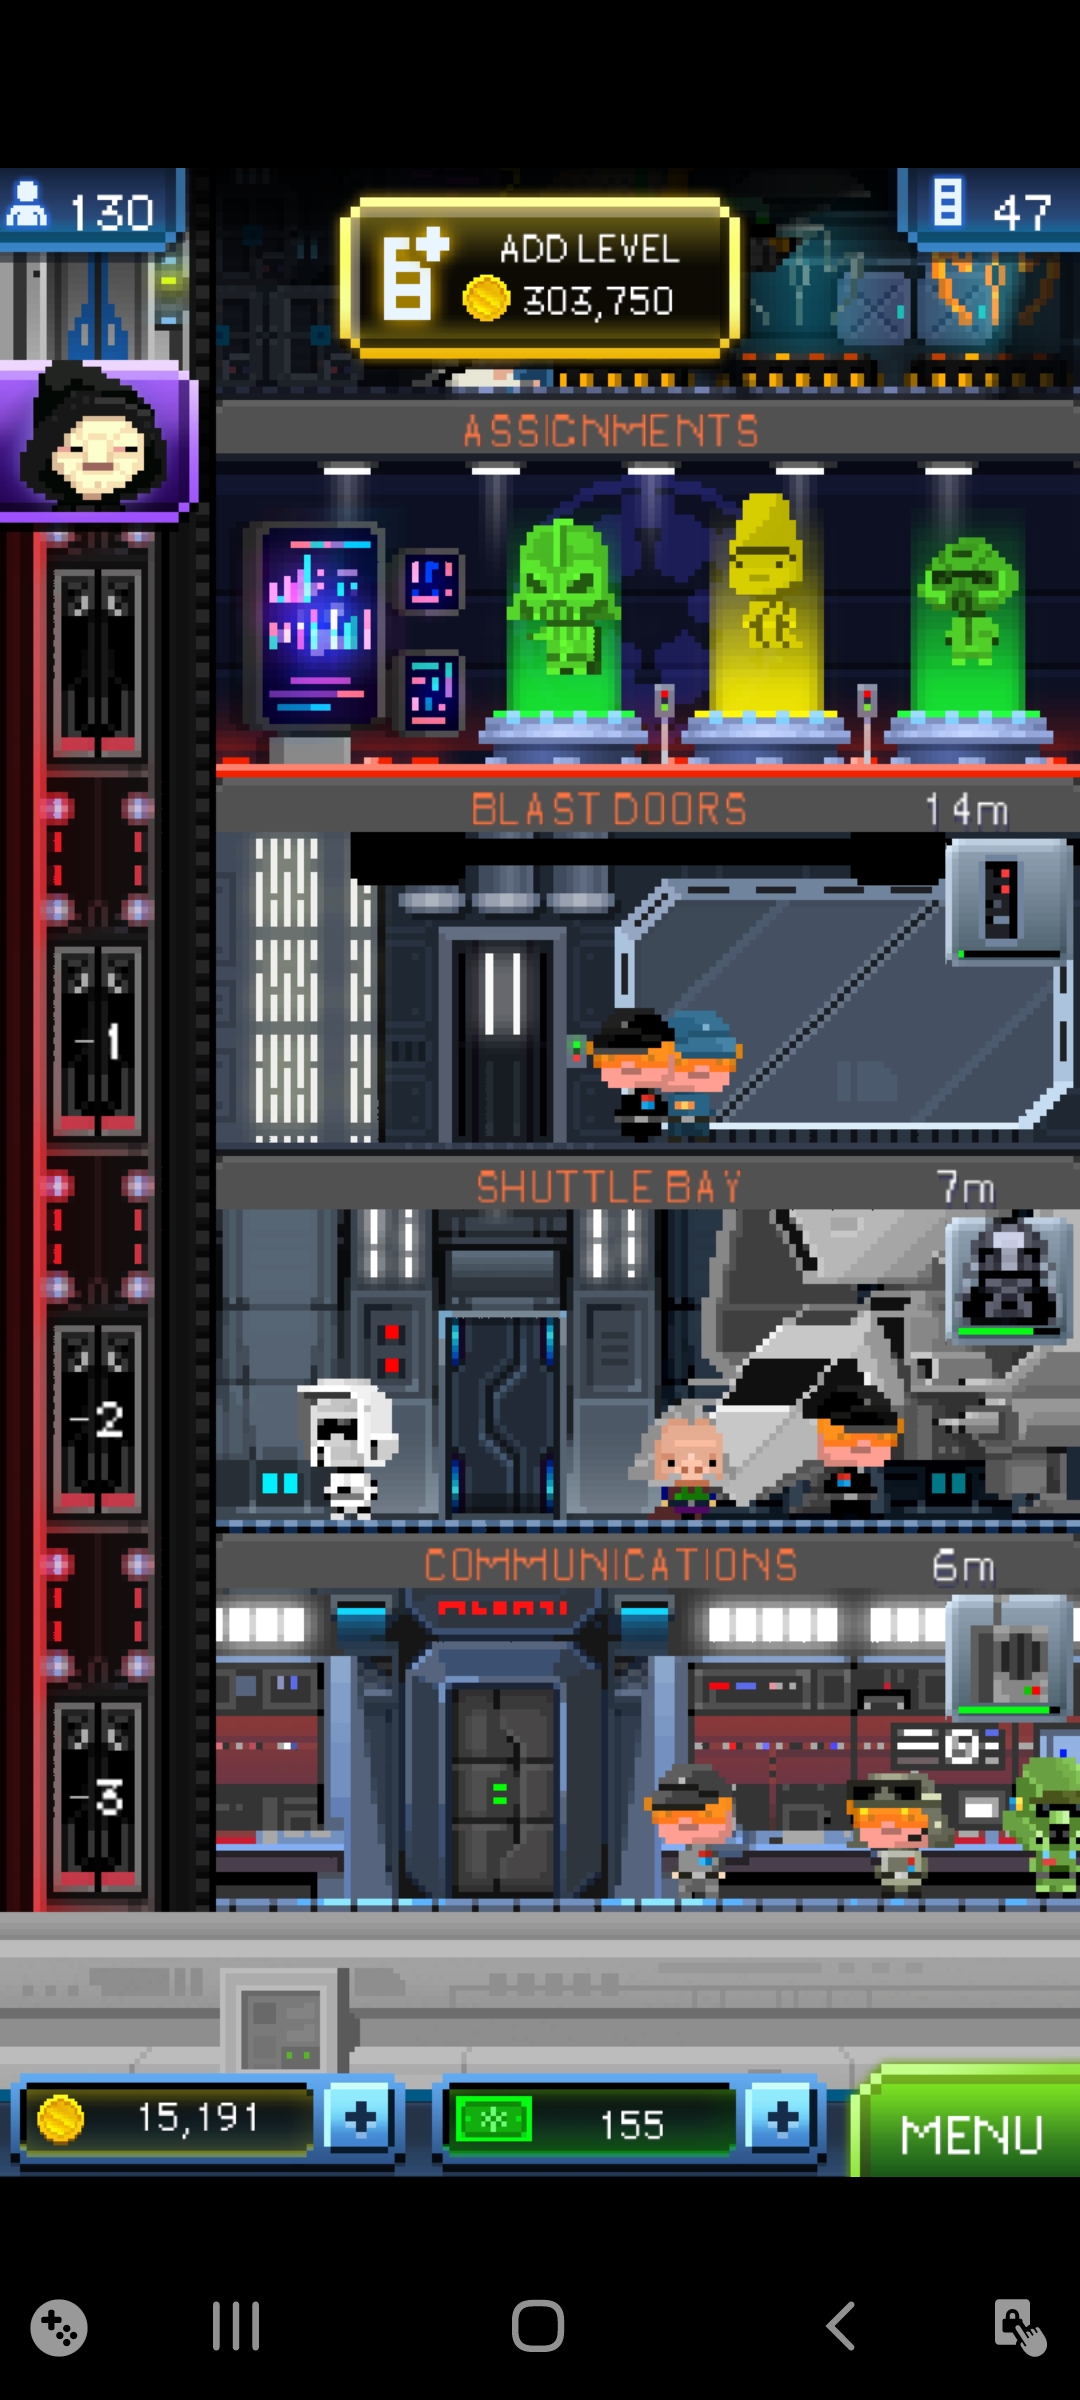 130
ADD LEVEL
303,750
47
ASSIGNMENTS
BLAST DOORS 14m
-1
SHUTTLE BAY 7m
-2
COMMUNICATIONS 6m
-3
15,191
155
MENU